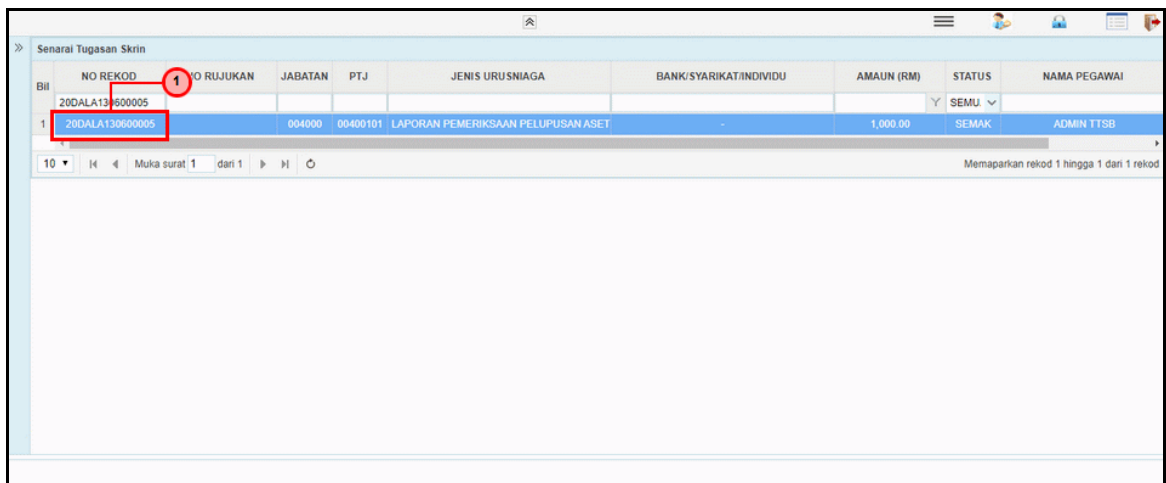 Senarai Tugasan Skrin
Bil NO REKOD 1 O RUJUKAN JABATAN PTJ JENIS URUSNIAGA BANK/SYARIKAT/INDIVIDU AMAUN (RM) STATUS NAMA PEGAWAI
20DALA130600005 SEMU.
1 20DALA130600005 004000 00400101 LAPORAN PEMERIKSAAN PELUPUSAN ASET - 1,000.00 SEMAK ADMIN TTSB
10 Muka surat 1 dari 1 Memaparkan rekod 1 hingga 1 dari 1 rekod